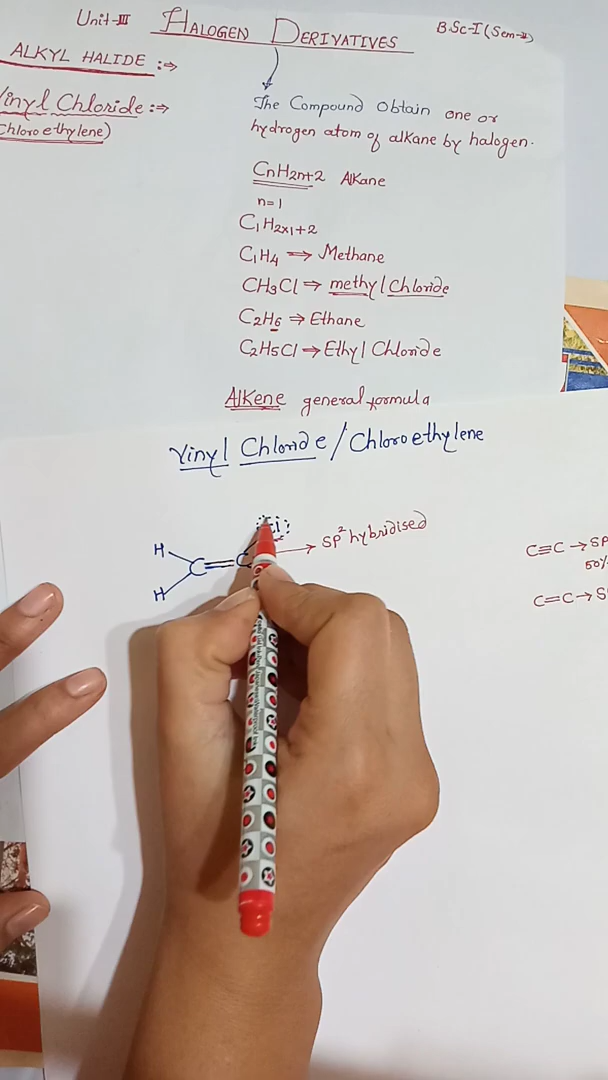 Unit-III HALOGEN DERIVATIVES B.Sc-I (Sem-II)
ALKYL HALIDE :⇒
Vinyl Chloride :⇒
Chloroethylene)
The Compound Obtain one or
hydrogen atom of alkane by halogen.
CnH2n+2 Alkane
n=1
C1H2x1+2
C1H4 ⇒ Methane
CH3Cl ⇒ methyl Chloride
C2H6 ⇒ Ethane
C2H5Cl ⇒ Ethyl Chloride
Alkene general formula
Vinyl Chloride / Chloroethylene
H
Cl
C=C → SP² hybridised
H
C≡C → SP
50%
C=C → S